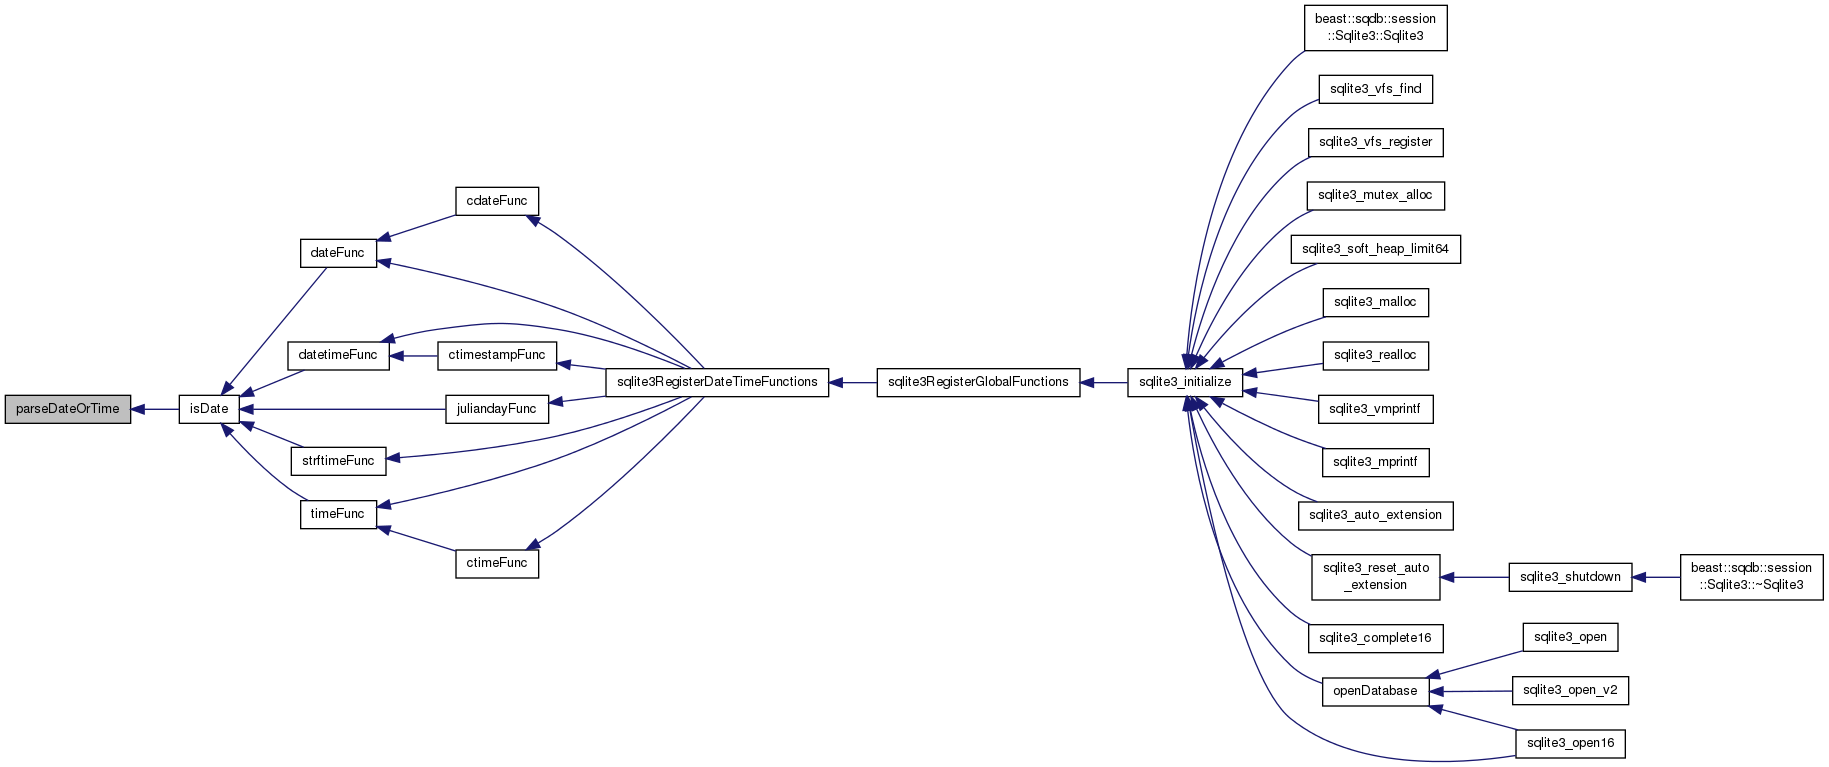 parseDateOrTime
isDate
dateFunc
datetimeFunc
strftimeFunc
timeFunc
cdateFunc
ctimestampFunc
juliandayFunc
ctimeFunc
sqlite3RegisterDateTimeFunctions
sqlite3RegisterGlobalFunctions
sqlite3_initialize
beast::sqdb::session
::Sqlite3::Sqlite3
sqlite3_vfs_find
sqlite3_vfs_register
sqlite3_mutex_alloc
sqlite3_soft_heap_limit64
sqlite3_malloc
sqlite3_realloc
sqlite3_vmprintf
sqlite3_mprintf
sqlite3_auto_extension
sqlite3_reset_auto
_extension
sqlite3_complete16
openDatabase
sqlite3_shutdown
sqlite3_open
sqlite3_open_v2
sqlite3_open16
beast::sqdb::session
::Sqlite3::~Sqlite3